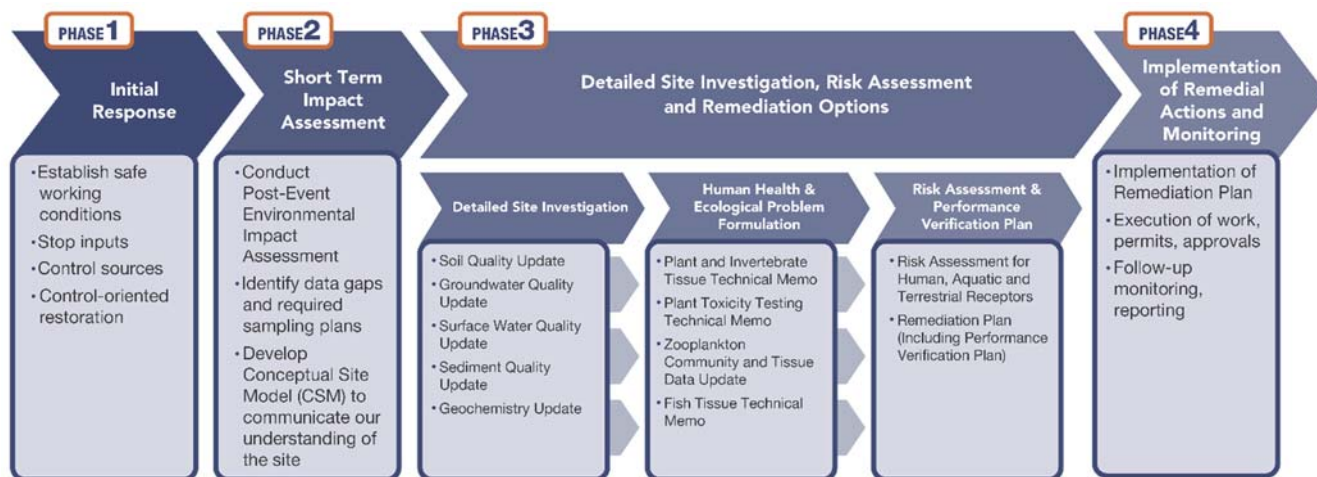 PHASE1
Initial
Response
•Establish safe
working
conditions
•Stop inputs
•Control sources
•Control-oriented
restoration
PHASE2
Short Term
Impact
Assessment
•Conduct
Post-Event
Environmental
Impact
Assessment
•Identify data gaps
and required
sampling plans
•Develop
Conceptual Site
Model (CSM) to
communicate our
understanding of
the site
PHASE3
Detailed Site Investigation, Risk Assessment
and Remediation Options
Detailed Site Investigation
• Soil Quality Update
• Groundwater Quality
Update
• Surface Water Quality
Update
• Sediment Quality
Update
• Geochemistry Update
Human Health &
Ecological Problem
Formulation
• Plant and Invertebrate
Tissue Technical Memo
• Plant Toxicity Testing
Technical Memo
• Zooplankton
Community and Tissue
Data Update
• Fish Tissue Technical
Memo
Risk Assessment &
Performance
Verification Plan
• Risk Assessment for
Human, Aquatic and
Terrestrial Receptors
• Remediation Plan
(Including Performance
Verification Plan)
PHASE4
Implementation
of Remedial
Actions and
Monitoring
•Implementation of
Remediation Plan
•Execution of work,
permits, approvals
•Follow-up
monitoring,
reporting